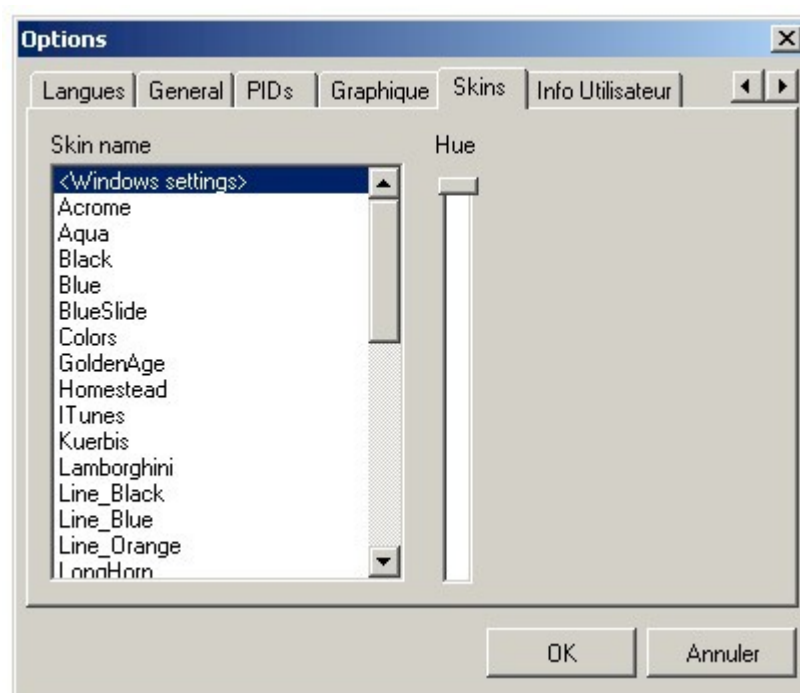 Options
Langues General PIDs Graphique Skins Info Utilisateur
Skin name Hue
<Windows settings>
Acrome
Aqua
Black
Blue
BlueSlide
Colors
GoldenAge
Homestead
ITunes
Kuerbis
Lamborghini
Line_Black
Line_Blue
Line_Orange
LongHorn
OK Annuler